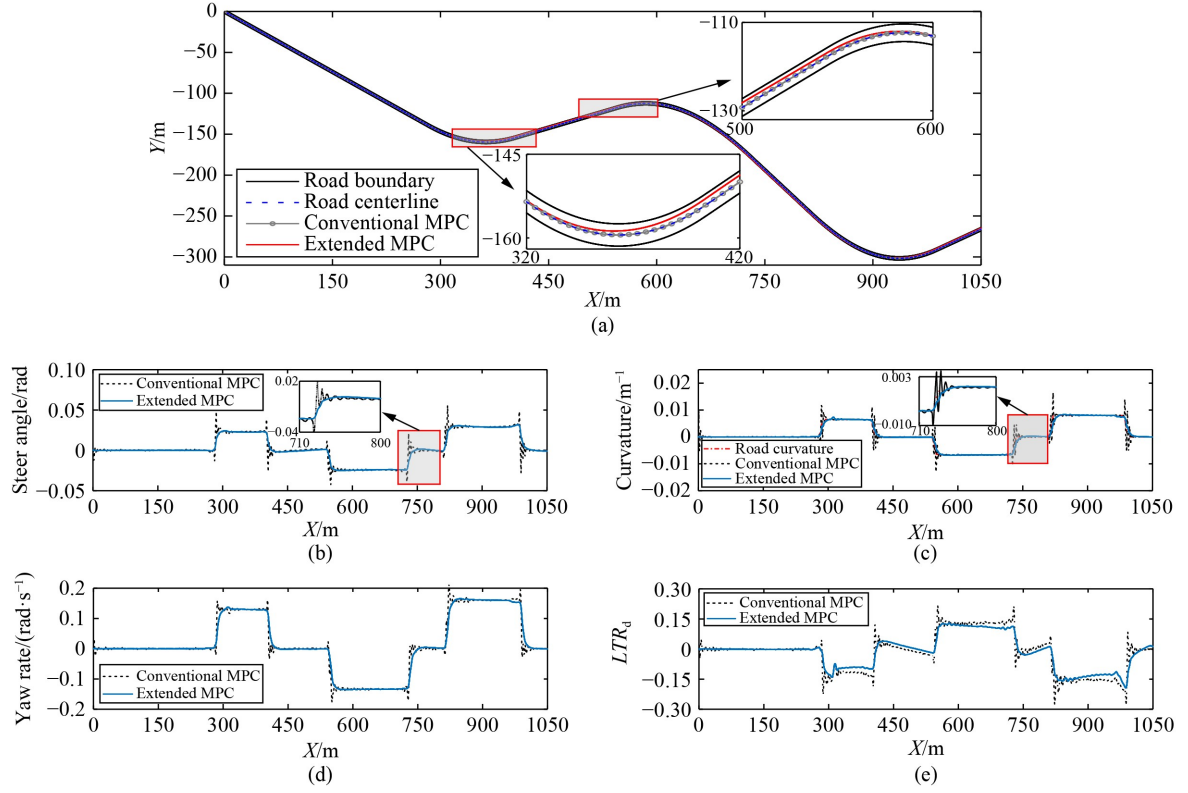 0
−50
−100
−150
−200
−250
−300
Y/m
−110
−130
500
600
−145
−160
320
420
Road boundary
Road centerline
Conventional MPC
Extended MPC
0 150 300 450 600 750 900 1050
X/m
(a)
0.10
0.05
0
−0.05
Steer angle/rad
Conventional MPC
Extended MPC
0.02
−0.04
710
800
0 150 300 450 600 750 900 1050
X/m
(b)
0.02
0.01
0
−0.01
−0.02
Curvature/m⁻¹
0.003
−0.010
710
800
Road curvature
Conventional MPC
Extended MPC
0 150 300 450 600 750 900 1050
X/m
(c)
0.2
0.1
0
−0.1
−0.2
Yaw rate/(rad·s⁻¹)
Conventional MPC
Extended MPC
0 150 300 450 600 750 900 1050
X/m
(d)
0.30
0.15
0
−0.15
−0.30
LTR_d
Conventional MPC
Extended MPC
0 150 300 450 600 750 900 1050
X/m
(e)